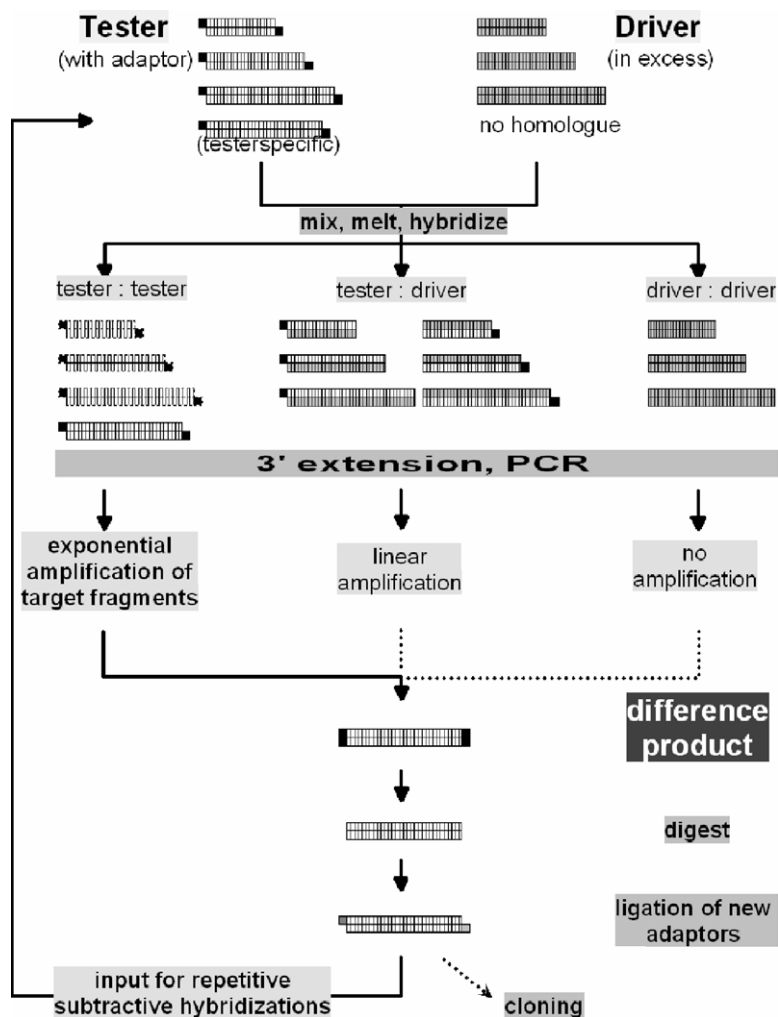 Tester
(with adaptor)
(testerspecific)
Driver
(in excess)
no homologue
mix, melt, hybridize
tester : tester
tester : driver
driver : driver
3' extension, PCR
exponential
amplification of
target fragments
linear
amplification
no
amplification
difference
product
digest
ligation of new
adaptors
input for repetitive
subtractive hybridizations
cloning